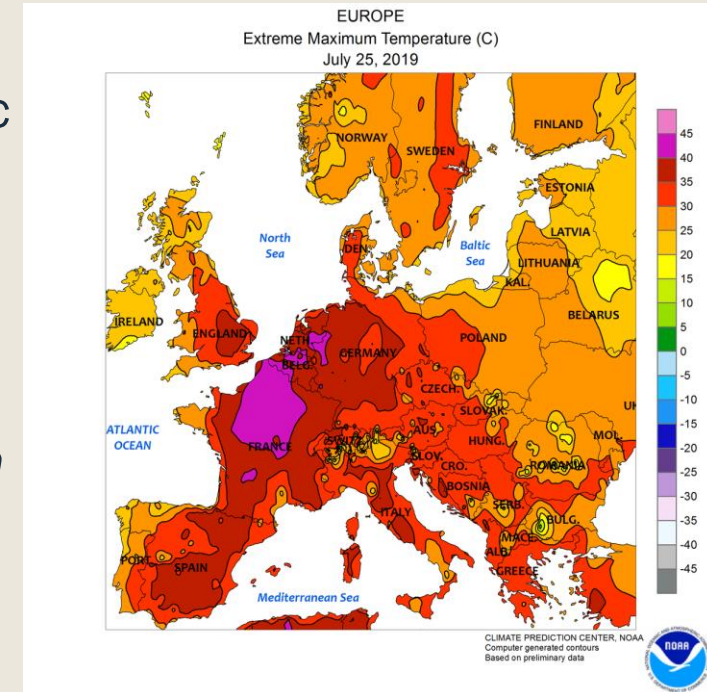 EUROPE
Extreme Maximum Temperature (C)
July 25, 2019
C
FINLAND
NORWAY
SWEDEN
ESTONIA
North
Sea
Baltic
Sea
LATVIA
DEN.
LITHUANIA
KAL.
IRELAND
ENGLAND
BELARUS
NETH.
BELG.
GERMANY
POLAND
CZECH.
SLOVAK.
UK
ATLANTIC
OCEAN
FRANCE
SWITZ.
AUS.
HUNG.
MOL.
SLOV.
CRO.
ROMANIA
BOSNIA
SERB.
ITALY
BULG.
MACE.
ALB.
PORT.
SPAIN
GREECE
Mediterranean Sea
45
40
35
30
25
20
15
10
5
0
-5
-10
-15
-20
-25
-30
-35
-40
-45
CLIMATE PREDICTION CENTER, NOAA
Computer generated contours
Based on preliminary data
NOAA